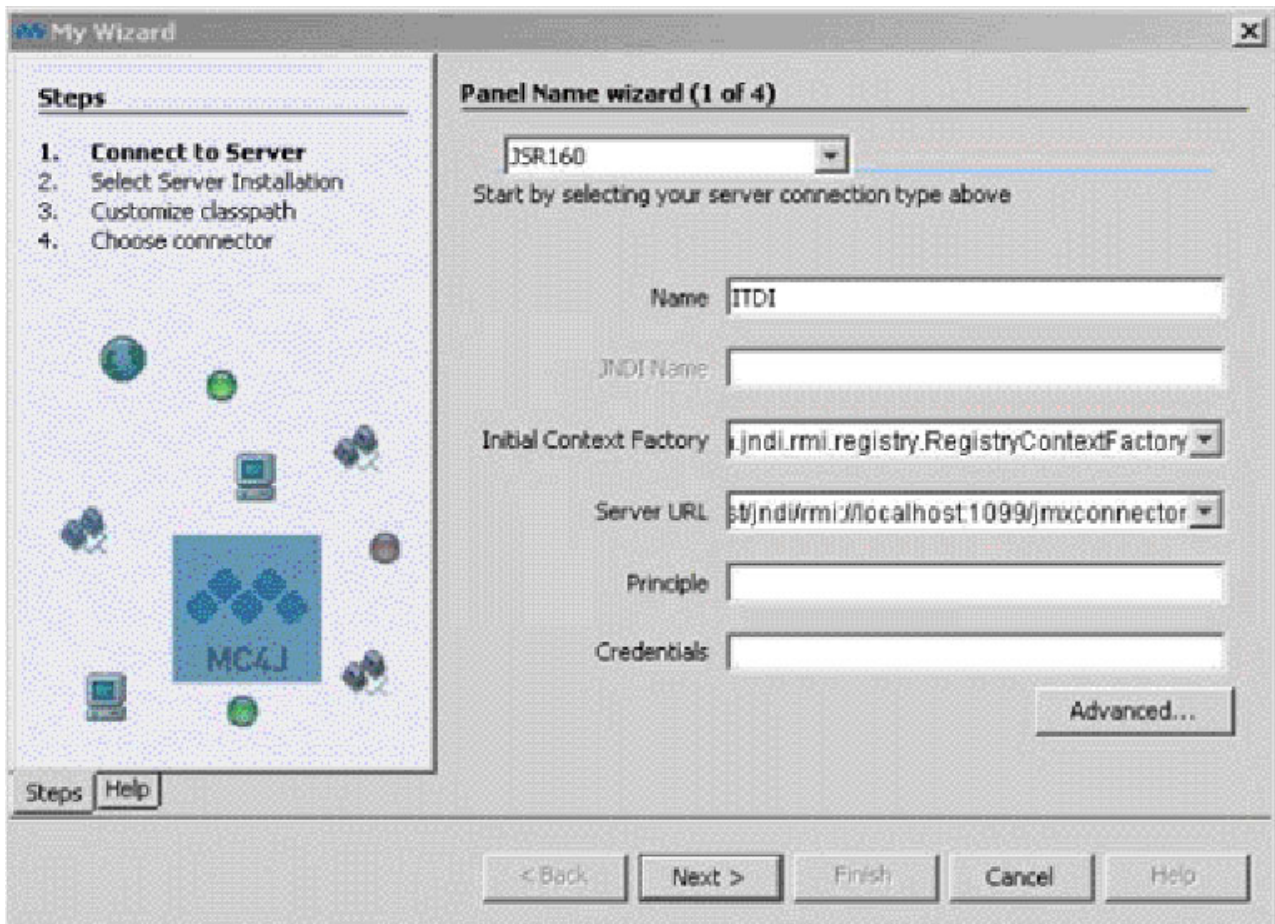 My Wizard
Steps
1. Connect to Server
2. Select Server Installation
3. Customize classpath
4. Choose connector
MC4J
Steps Help
Panel Name wizard (1 of 4)
JSR160
Start by selecting your server connection type above
Name ITDI
JNDI Name
Initial Context Factory .jndi.rmi.registry.RegistryContextFactory
Server URL st/jndi/rmi://localhost:1099/jmxconnector
Principle
Credentials
Advanced...
< Back Next > Finish Cancel Help